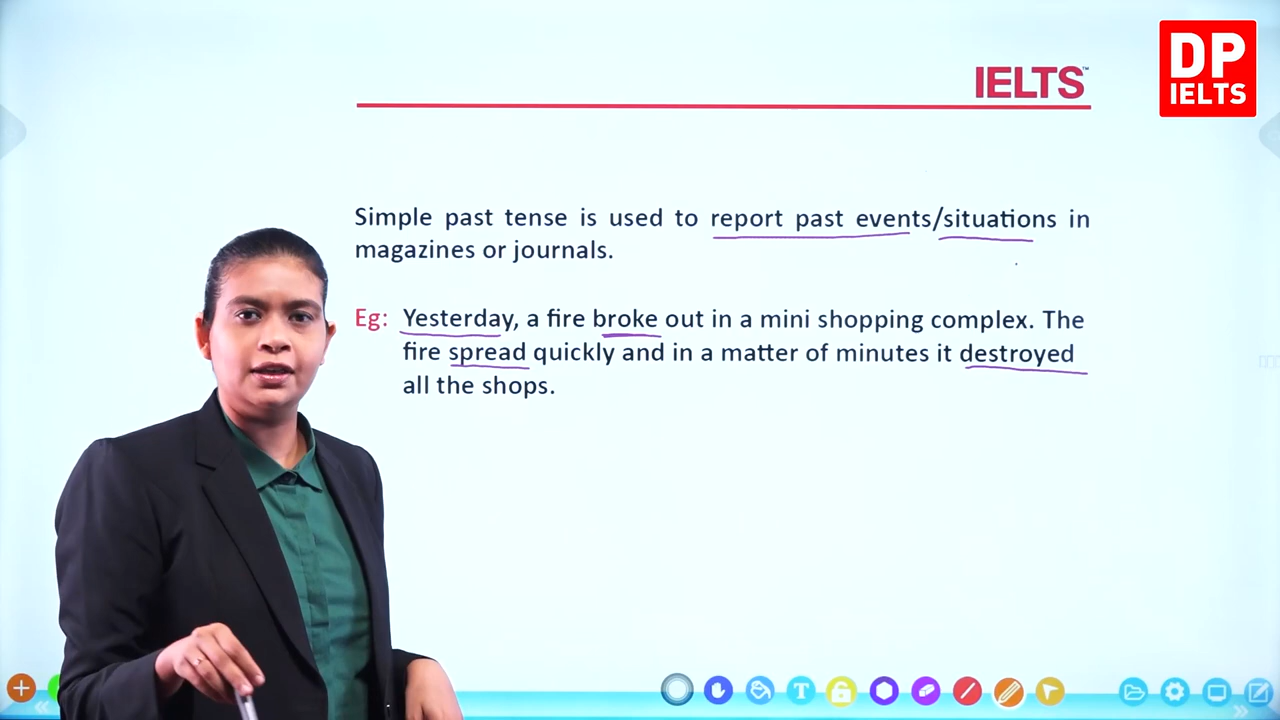 IELTS™
DP
IELTS
Simple past tense is used to report past events/situations in
magazines or journals.
Eg: Yesterday, a fire broke out in a mini shopping complex. The
fire spread quickly and in a matter of minutes it destroyed
all the shops.